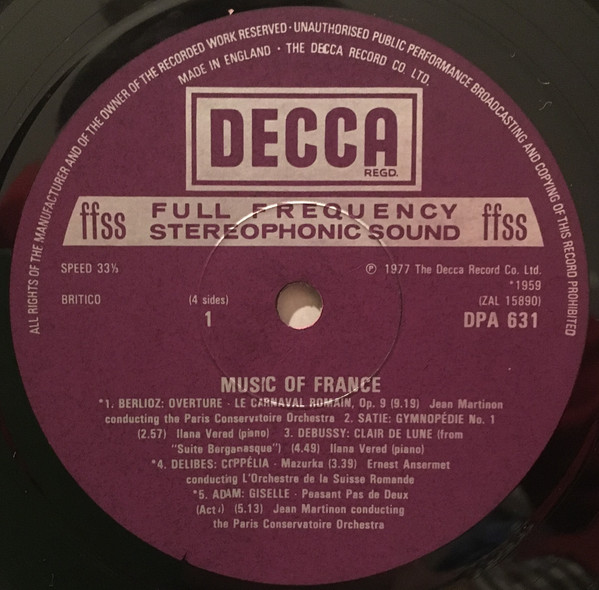 ALL RIGHTS OF THE MANUFACTURER AND OF THE OWNER OF THE RECORDED WORK RESERVED · UNAUTHORISED PUBLIC PERFORMANCE BROADCASTING AND COPYING OF THIS RECORD PROHIBITED
MADE IN ENGLAND · THE DECCA RECORD CO. LTD.
DECCA
REGD.
ffss FULL FREQUENCY ffss
STEREOPHONIC SOUND
SPEED 33⅓ ℗ 1977 The Decca Record Co. Ltd.
*1959
BRITICO (4 sides) (ZAL 15890)
1 DPA 631
MUSIC OF FRANCE
*1. BERLIOZ: OVERTURE - LE CARNAVAL ROMAIN, Op. 9 (9.19) Jean Martinon
conducting the Paris Conservatoire Orchestra 2. SATIE: GYMNOPÉDIE No. 1
(2.57) Ilana Vered (piano) 3. DEBUSSY: CLAIR DE LUNE (from
"Suite Bergamasque") (4.49) Ilana Vered (piano)
*4. DELIBES: COPPÉLIA - Mazurka (3.39) Ernest Ansermet
conducting L'Orchestre de la Suisse Romande
*5. ADAM: GISELLE - Peasant Pas de Deux
(Act I) (5.13) Jean Martinon conducting
the Paris Conservatoire Orchestra